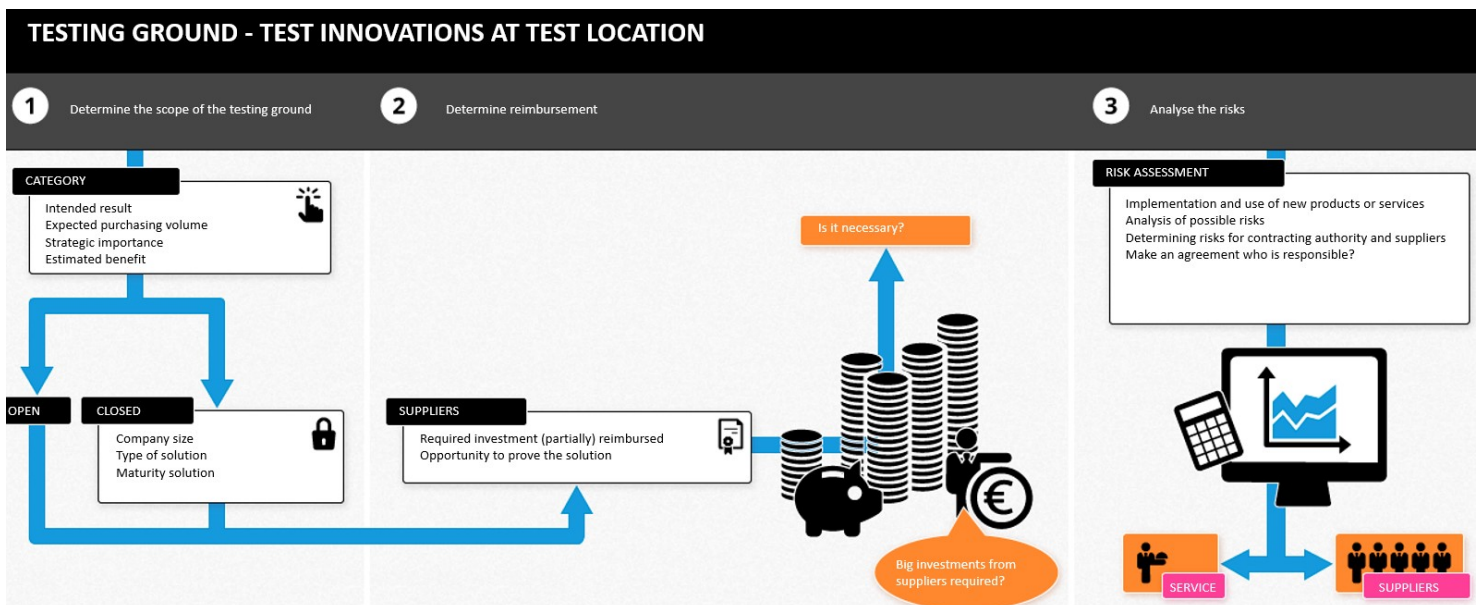 TESTING GROUND - TEST INNOVATIONS AT TEST LOCATION
1 Determine the scope of the testing ground
2 Determine reimbursement
3 Analyse the risks
CATEGORY
Intended result
Expected purchasing volume
Strategic importance
Estimated benefit
OPEN
CLOSED
Company size
Type of solution
Maturity solution
SUPPLIERS
Required investment (partially) reimbursed
Opportunity to prove the solution
Is it necessary?
€
Big investments from
suppliers required?
RISK ASSESSMENT
Implementation and use of new products or services
Analysis of possible risks
Determining risks for contracting authority and suppliers
Make an agreement who is responsible?
SERVICE
SUPPLIERS